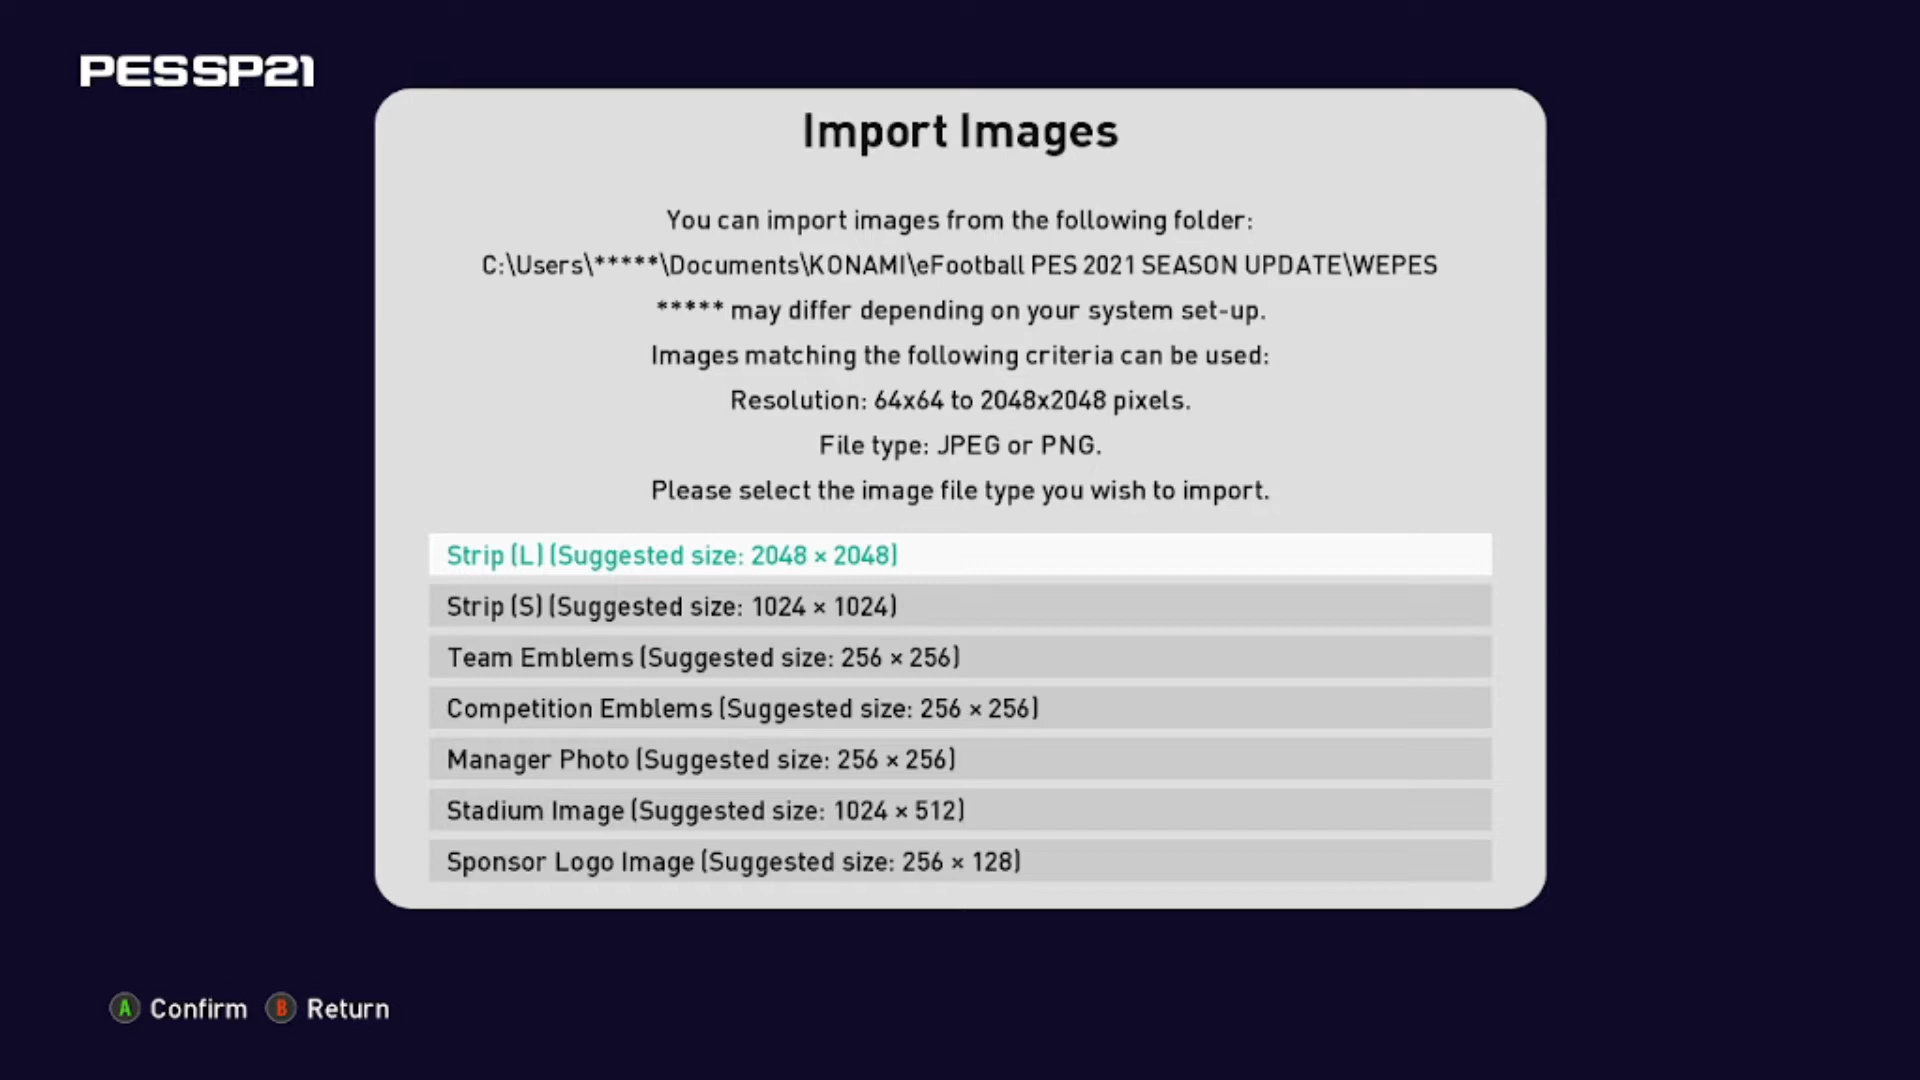 PESSP21
Import Images
You can import images from the following folder:
C:\Users\*****\Documents\KONAMI\eFootball PES 2021 SEASON UPDATE\WEPES
***** may differ depending on your system set-up.
Images matching the following criteria can be used:
Resolution: 64x64 to 2048x2048 pixels.
File type: JPEG or PNG.
Please select the image file type you wish to import.
Strip (L) (Suggested size: 2048 × 2048)
Strip (S) (Suggested size: 1024 × 1024)
Team Emblems (Suggested size: 256 × 256)
Competition Emblems (Suggested size: 256 × 256)
Manager Photo (Suggested size: 256 × 256)
Stadium Image (Suggested size: 1024 × 512)
Sponsor Logo Image (Suggested size: 256 × 128)
A Confirm B Return